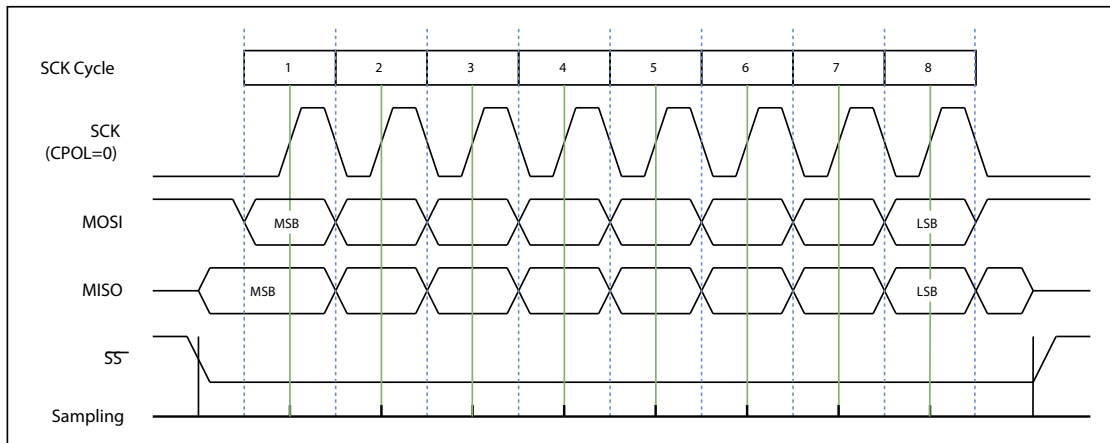 SCK Cycle
1 2 3 4 5 6 7 8
SCK
(CPOL=0)
MOSI
MSB LSB
MISO
MSB LSB
SS
Sampling